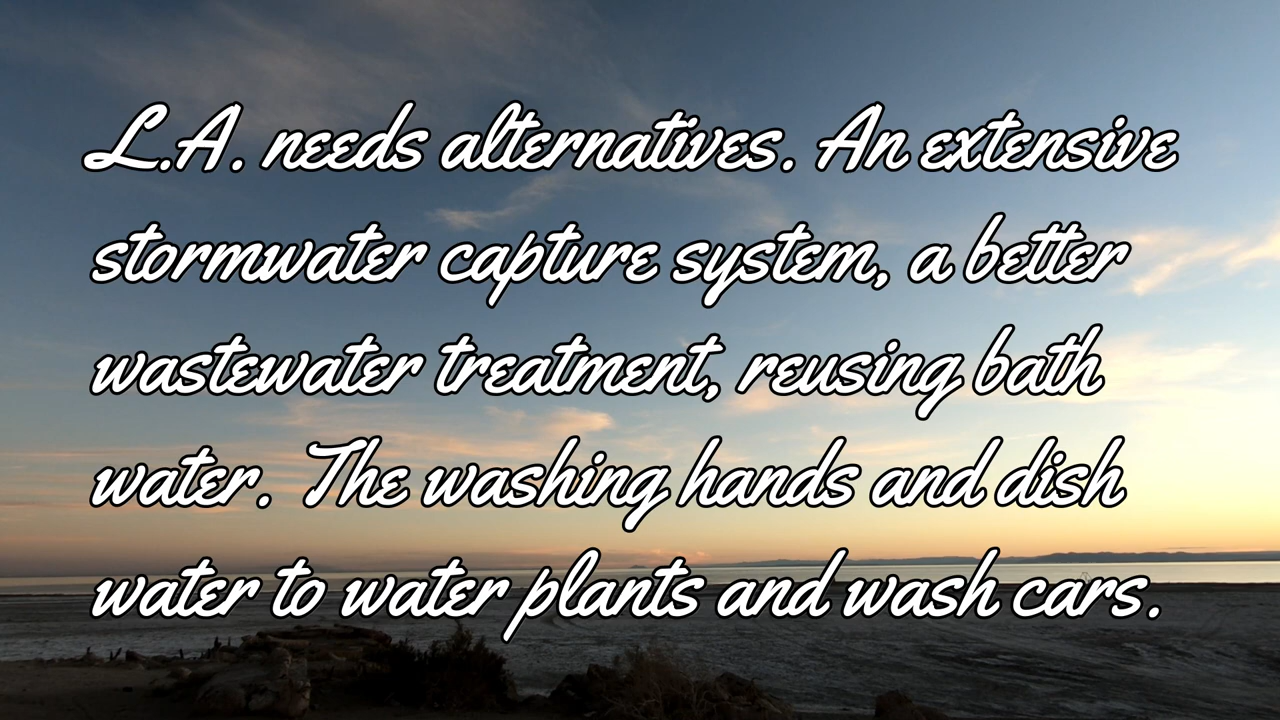 L.A. needs alternatives. An extensive
stormwater capture system, a better
wastewater treatment, reusing bath
water. The washing hands and dish
water to water plants and wash cars.